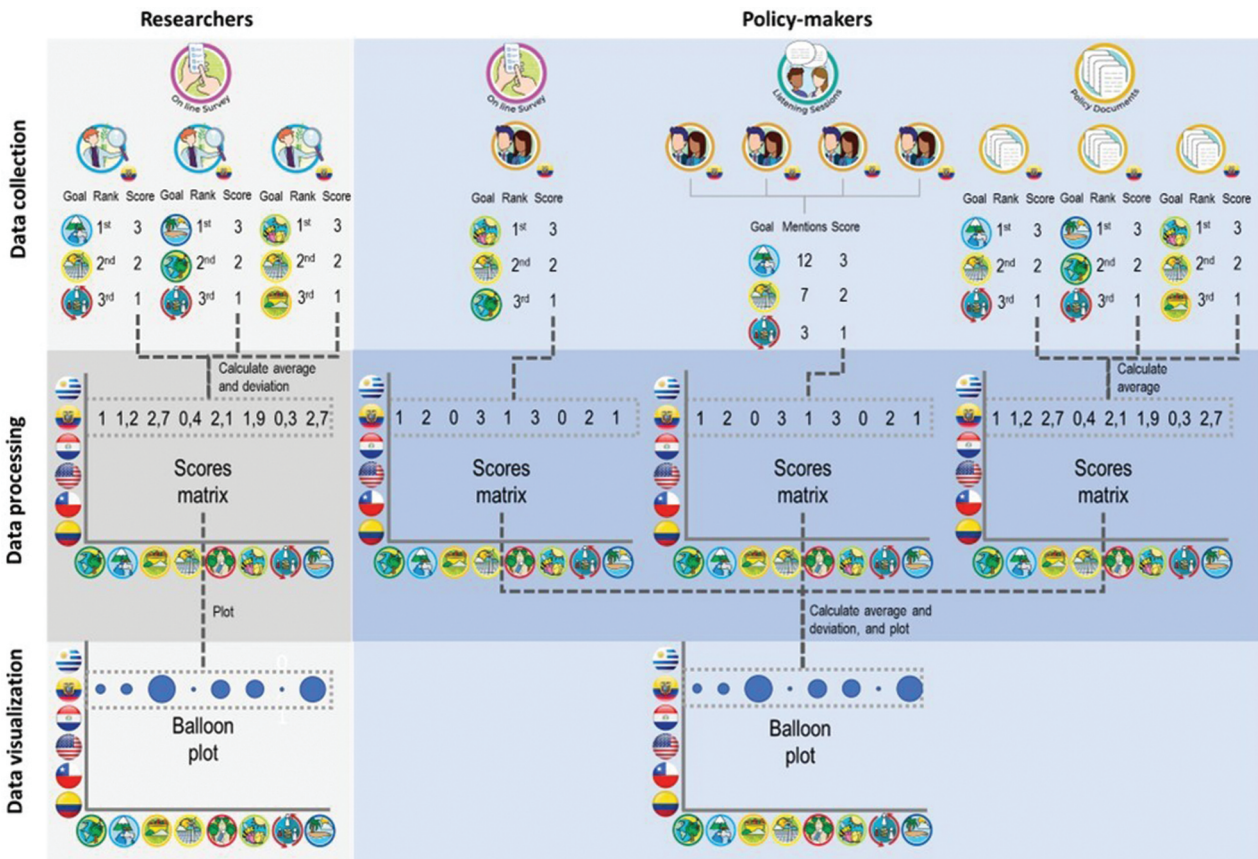 Researchers
Policy-makers
Data collection
On line Survey
On line Survey
Listening Sessions
Policy Documents
Goal Rank Score
1st 3
2nd 2
3rd 1
Goal Rank Score
1st 3
2nd 2
3rd 1
Goal Rank Score
1st 3
2nd 2
3rd 1
Goal Rank Score
1st 3
2nd 2
3rd 1
Goal Mentions Score
12 3
7 2
3 1
Goal Rank Score
1st 3
2nd 2
3rd 1
Goal Rank Score
1st 3
2nd 2
3rd 1
Goal Rank Score
1st 3
2nd 2
3rd 1
Data processing
Calculate average
and deviation
1 1,2 2,7 0,4 2,1 1,9 0,3 2,7
Scores
matrix
1 2 0 3 1 3 0 2 1
Scores
matrix
1 2 0 3 1 3 0 2 1
Scores
matrix
Calculate
average
1 1,2 2,7 0,4 2,1 1,9 0,3 2,7
Scores
matrix
Plot
Calculate average and
deviation, and plot
Data visualization
0
1
Balloon
plot
Balloon
plot